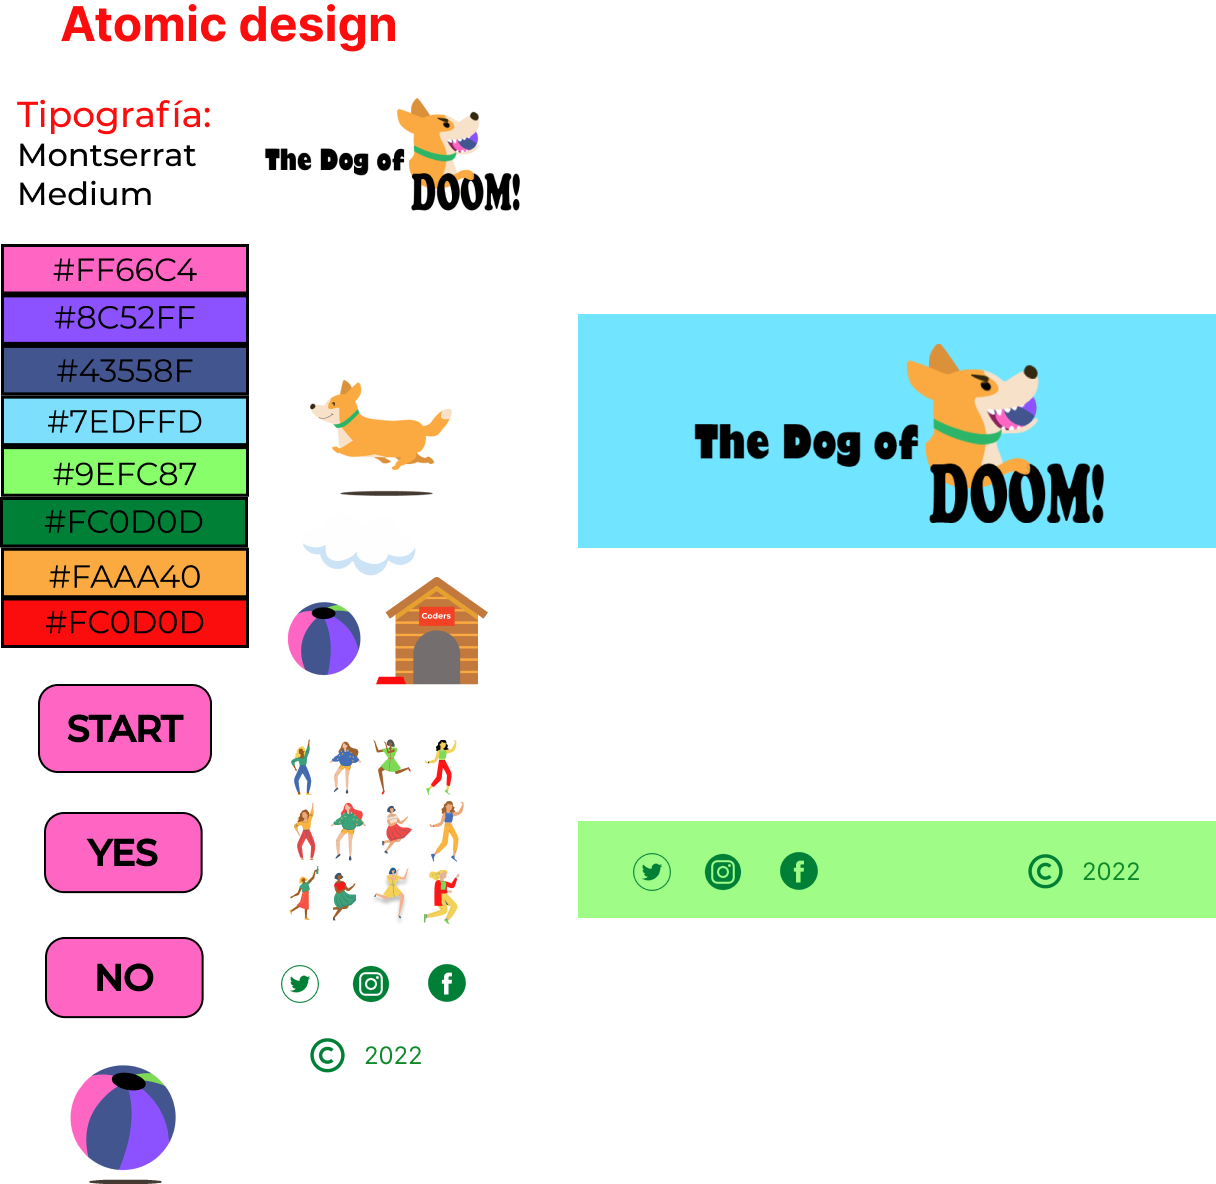 Atomic design
Tipografía:
Montserrat
Medium
#FF66C4
#8C52FF
#43558F
#7EDFFD
#9EFC87
#FC0D0D
#FAAA40
#FC0D0D
START
YES
NO
The Dog of
DOOM!
Coders
© 2022
The Dog of
DOOM!
© 2022